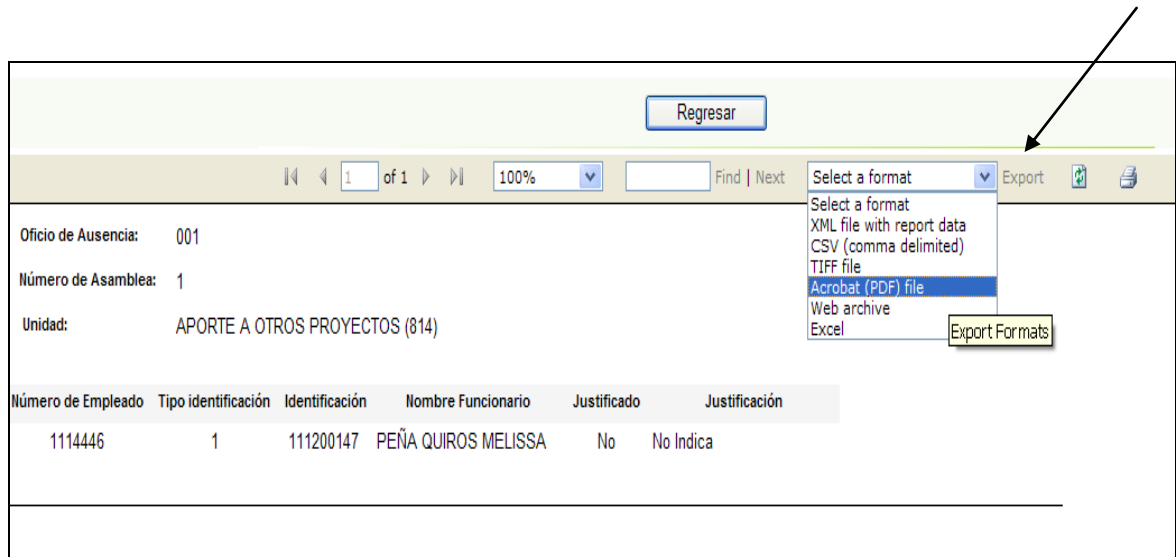 Regresar
1 of 1 100% Find | Next Select a format Export
Select a format
XML file with report data
CSV (comma delimited)
TIFF file
Acrobat (PDF) file
Web archive
Excel
Export Formats
Oficio de Ausencia: 001
Número de Asamblea: 1
Unidad: APORTE A OTROS PROYECTOS (814)
Número de Empleado Tipo identificación Identificación Nombre Funcionario Justificado Justificación
1114446 1 111200147 PEÑA QUIROS MELISSA No No Indica